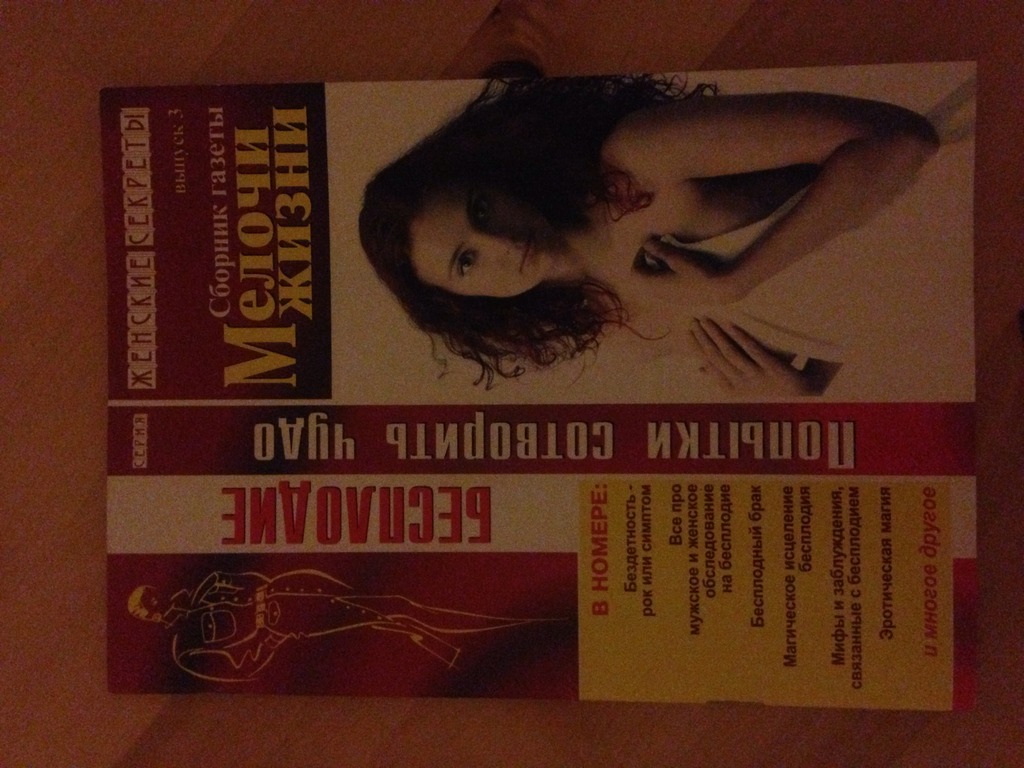 ЖЕНСКИЕ СЕКРЕТЫ
выпуск 3
Сборник газеты
Мелочи
жизни
СЕРИЯ
Попытки сотворить чудо
БЕСПЛОДИЕ
В НОМЕРЕ:
Бездетность -
рок или симптом
Все про
мужское и женское
обследование
на бесплодие
Бесплодный брак
Магическое исцеление
бесплодия
Мифы и заблуждения,
связанные с бесплодием
Эротическая магия
и многое другое